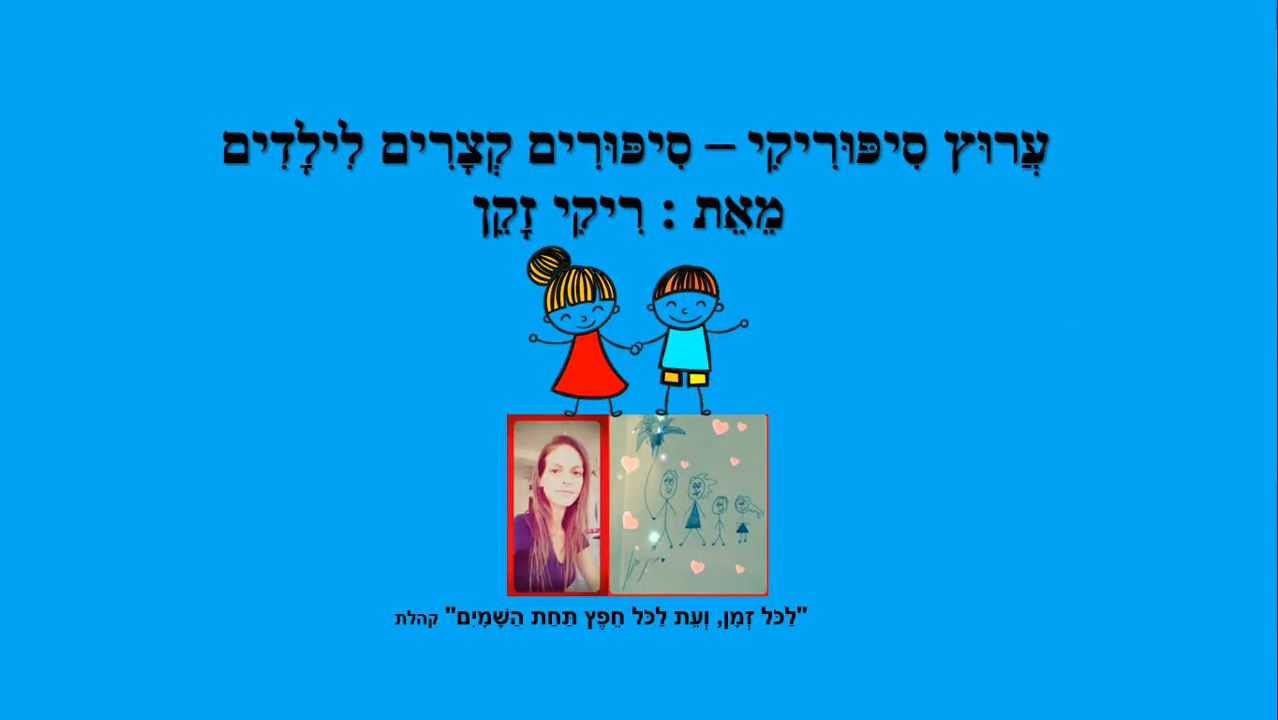 עֲרוּץ סִיפּוּרִיקִי – סִיפּוּרִים קְצָרִים לִילָדִים
מֵאֵת : רִיקִי זָקֵן
"לַכֹּל זְמָן, וְעֵת לַכֹּל חֵפֶץ תַּחַת הַשָּׁמָיִם" קהלת